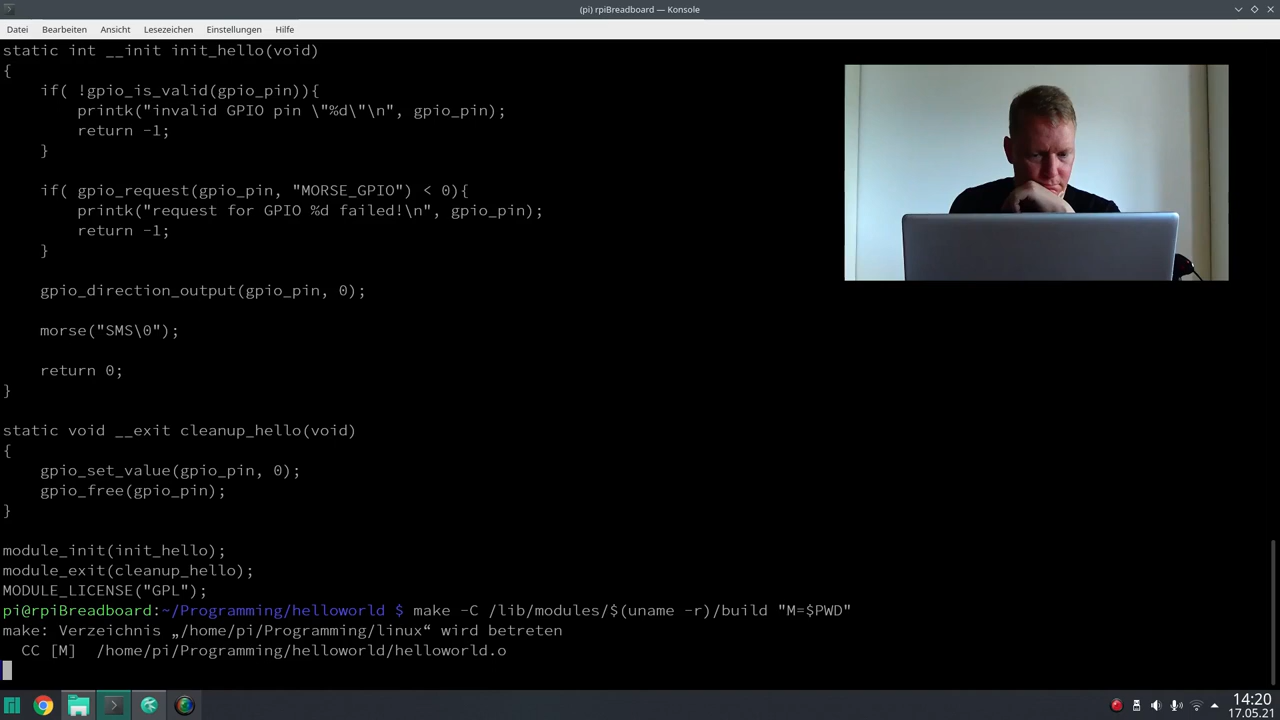 (pi) rpiBreadboard — Konsole
Datei Bearbeiten Ansicht Lesezeichen Einstellungen Hilfe
static int __init init_hello(void)
{
    if( !gpio_is_valid(gpio_pin)){
        printk("invalid GPIO pin \"%d\"\n", gpio_pin);
        return -1;
    }
    if( gpio_request(gpio_pin, "MORSE_GPIO") < 0){
        printk("request for GPIO %d failed!\n", gpio_pin);
        return -1;
    }
    gpio_direction_output(gpio_pin, 0);
    morse("SMS\0");
    return 0;
}
static void __exit cleanup_hello(void)
{
    gpio_set_value(gpio_pin, 0);
    gpio_free(gpio_pin);
}
module_init(init_hello);
module_exit(cleanup_hello);
MODULE_LICENSE("GPL");
pi@rpiBreadboard:~/Programming/helloworld $ make -C /lib/modules/$(uname -r)/build "M=$PWD"
make: Verzeichnis „/home/pi/Programming/linux“ wird betreten
  CC [M]  /home/pi/Programming/helloworld/helloworld.o
14:20
17.05.21